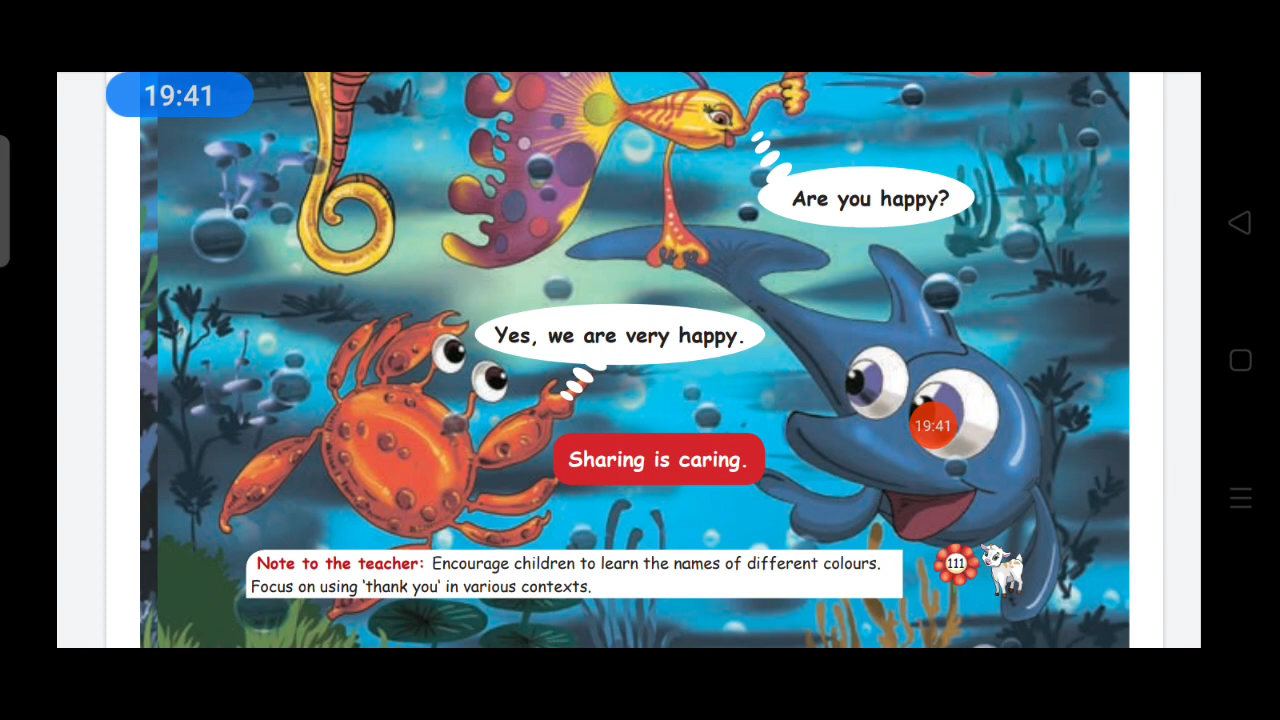 19:41
Are you happy?
Yes, we are very happy.
19:41
Sharing is caring.
Note to the teacher: Encourage children to learn the names of different colours.
Focus on using 'thank you' in various contexts.
111